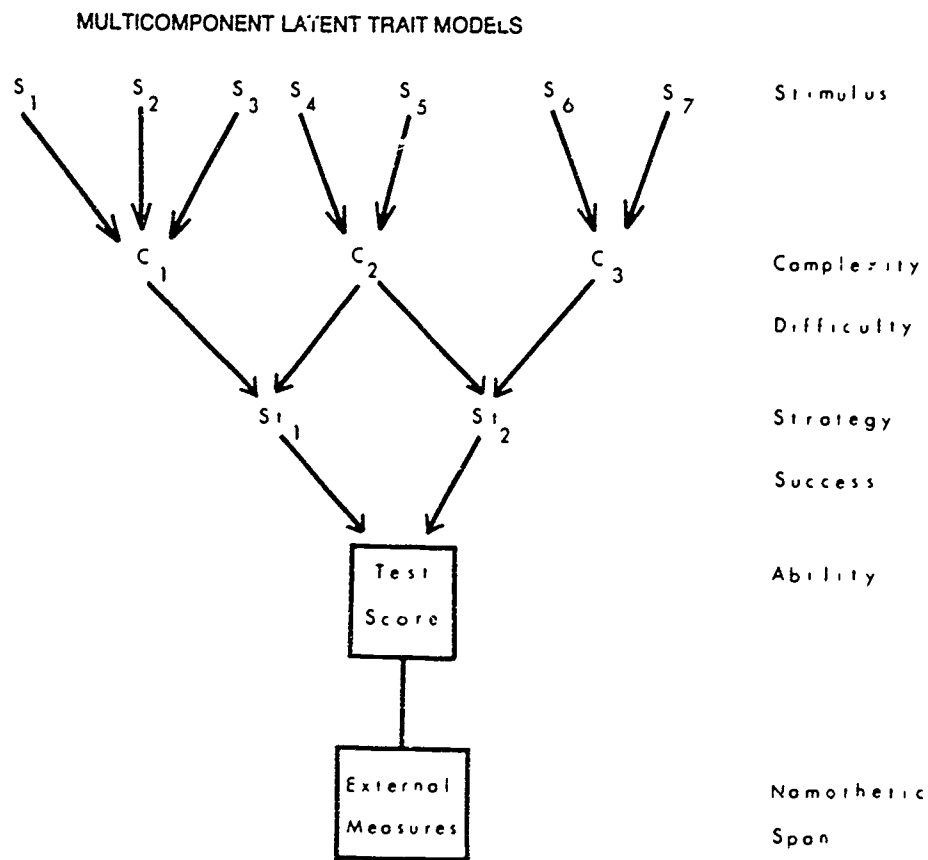 MULTICOMPONENT LATENT TRAIT MODELS
S1 S2 S3 S4 S5 S6 S7 Stimulus
C1 C2 C3 Complexity
Difficulty
St1 St2 Strategy
Success
Test Ability
Score
External Nomothetic
Measures Span